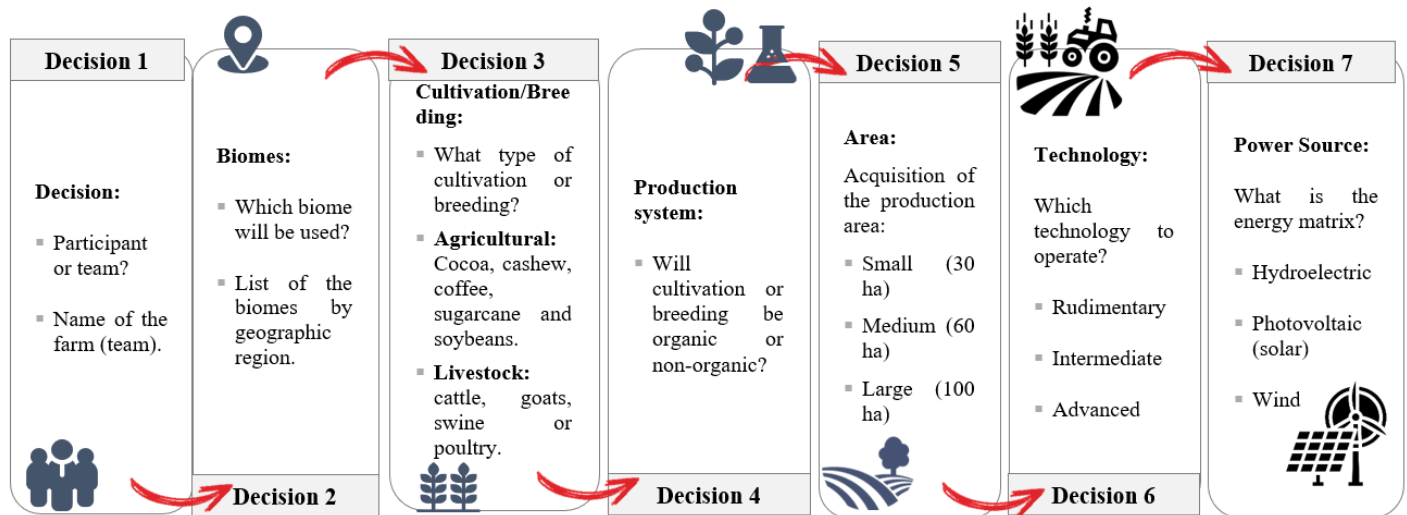 Decision 1
Decision:
▪ Participant
or team?
▪ Name of the
farm (team).
Biomes:
▪ Which biome
will be used?
▪ List of the
biomes by
geographic
region.
Decision 2
Decision 3
Cultivation/Bree
ding:
▪ What type of
cultivation or
breeding?
▪ Agricultural:
Cocoa, cashew,
coffee,
sugarcane and
soybeans.
▪ Livestock:
cattle, goats,
swine or
poultry.
Production
system:
▪ Will
cultivation or
breeding be
organic or
non-organic?
Decision 4
Decision 5
Area:
Acquisition of
the production
area:
▪ Small (30
ha)
▪ Medium (60
ha)
▪ Large (100
ha)
Technology:
Which
technology to
operate?
▪ Rudimentary
▪ Intermediate
▪ Advanced
Decision 6
Decision 7
Power Source:
What is the
energy matrix?
▪ Hydroelectric
▪ Photovoltaic
(solar)
▪ Wind